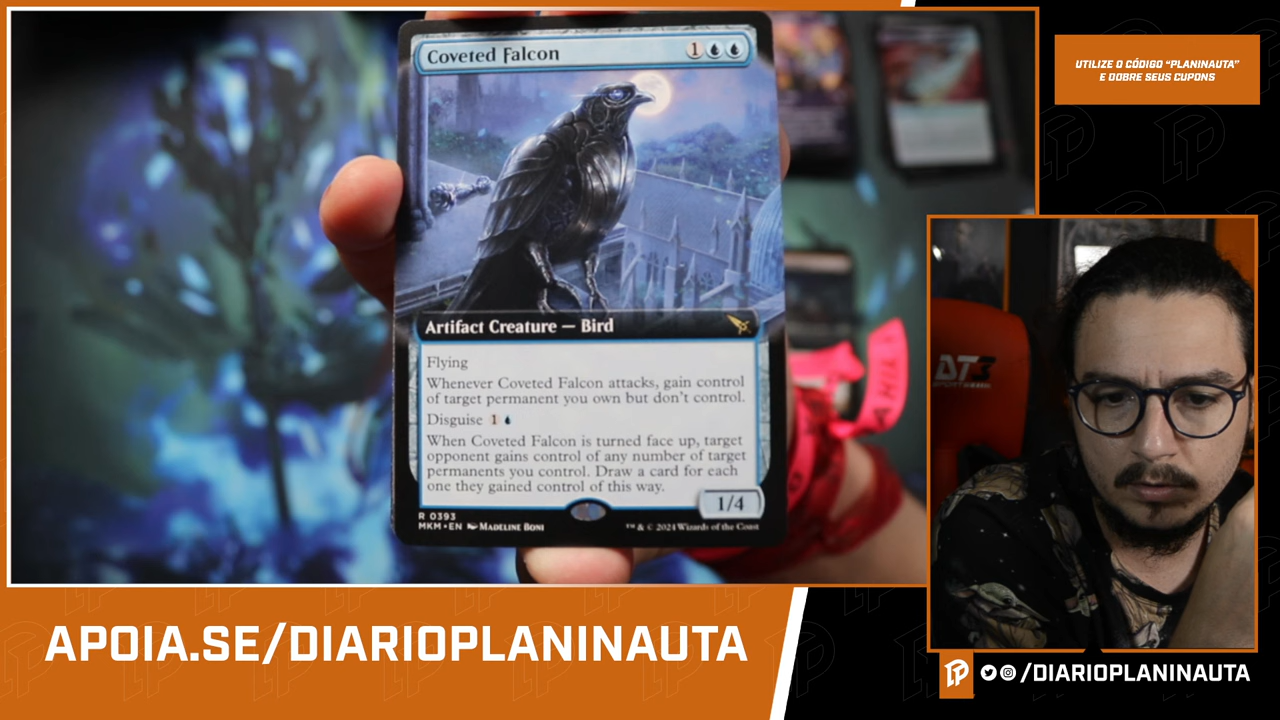 Coveted Falcon
1
Artifact Creature — Bird
Flying
Whenever Coveted Falcon attacks, gain control
of target permanent you own but don't control.
Disguise 1
When Coveted Falcon is turned face up, target
opponent gains control of any number of target
permanents you control. Draw a card for each
one they gained control of this way.
1/4
R 0393
MKM • EN MADELINE BONI
™ & © 2024 Wizards of the Coast
UTILIZE O CÓDIGO "PLANINAUTA"
E DOBRE SEUS CUPONS
DT3
APOIA.SE/DIARIOPLANINAUTA
/DIARIOPLANINAUTA